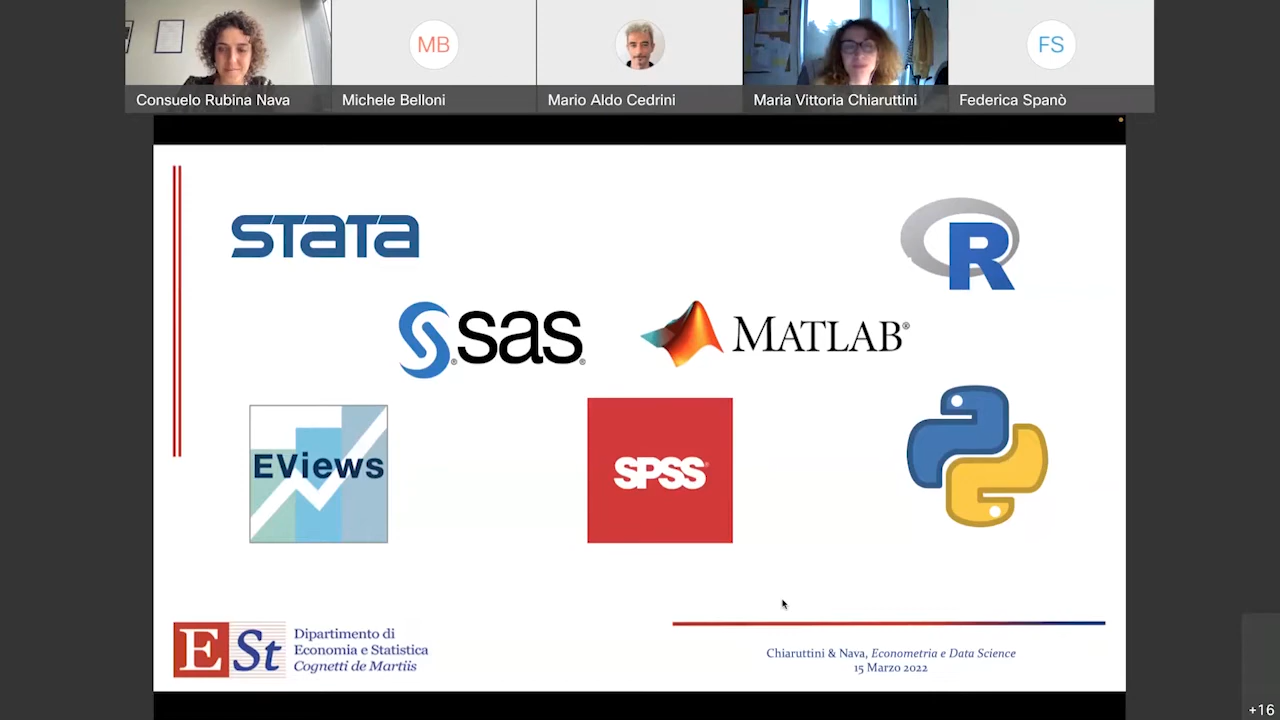 MB
FS
Consuelo Rubina Nava
Michele Belloni
Mario Aldo Cedrini
Maria Vittoria Chiaruttini
Federica Spanò
STATA
R
sas
MATLAB®
EViews
SPSS
ESt
Dipartimento di
Economia e Statistica
Cognetti de Martiis
Chiaruttini & Nava, Econometria e Data Science
15 Marzo 2022
+16